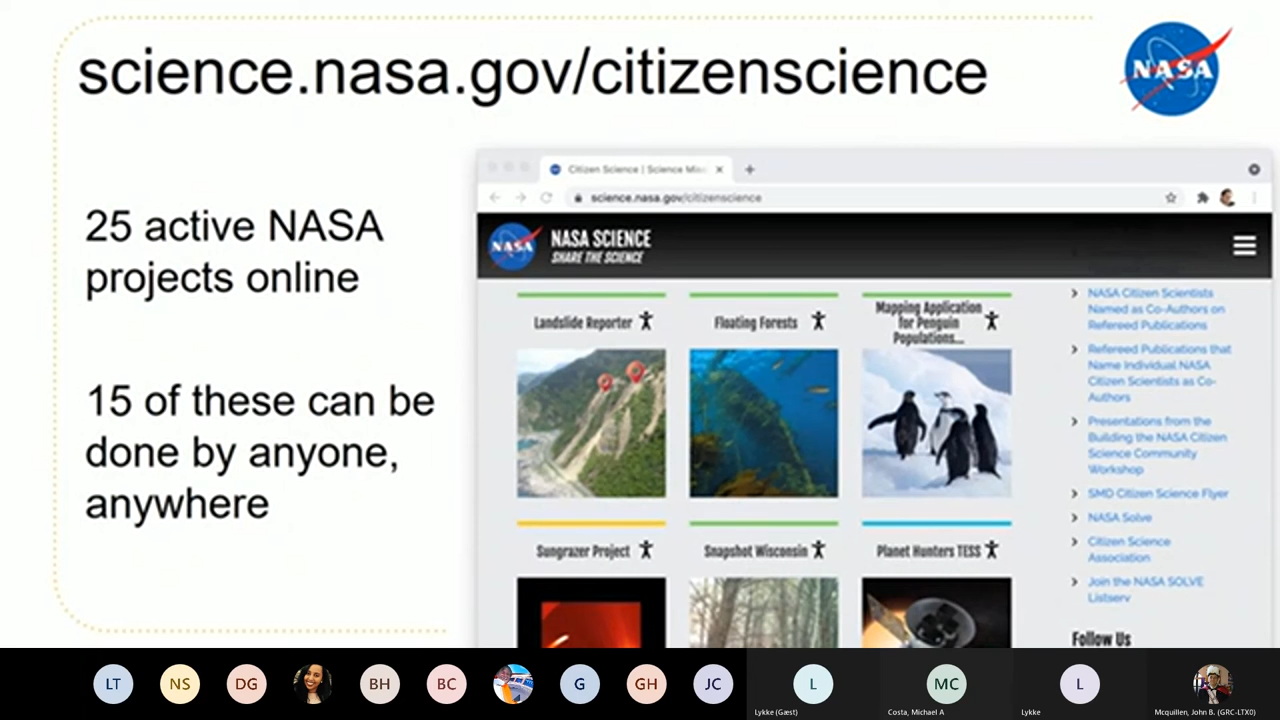 science.nasa.gov/citizenscience
NASA
25 active NASA
projects online
15 of these can be
done by anyone,
anywhere
Citizen Science | Science Mis
science.nasa.gov/citizenscience
NASA
NASA SCIENCE
SHARE THE SCIENCE
Landslide Reporter
Floating Forests
Mapping Application
for Penguin
Populations...
Sungrazer Project
Snapshot Wisconsin
Planet Hunters TESS
NASA Citizen Scientists
Named as Co-Authors on
Refereed Publications
Refereed Publications that
Name Individual NASA
Citizen Scientists as Co-
Authors
Presentations from the
Building the NASA Citizen
Science Community
Workshop
SMD Citizen Science Flyer
NASA Solve
Citizen Science
Association
Join the NASA SOLVE
Listserv
Follow Us
LT
NS
DG
BH
BC
G
GH
JC
L
MC
L
Lykke (Gæst)
Costa, Michael A
Lykke
Mcquillen, John B. (GRC-LTX0)